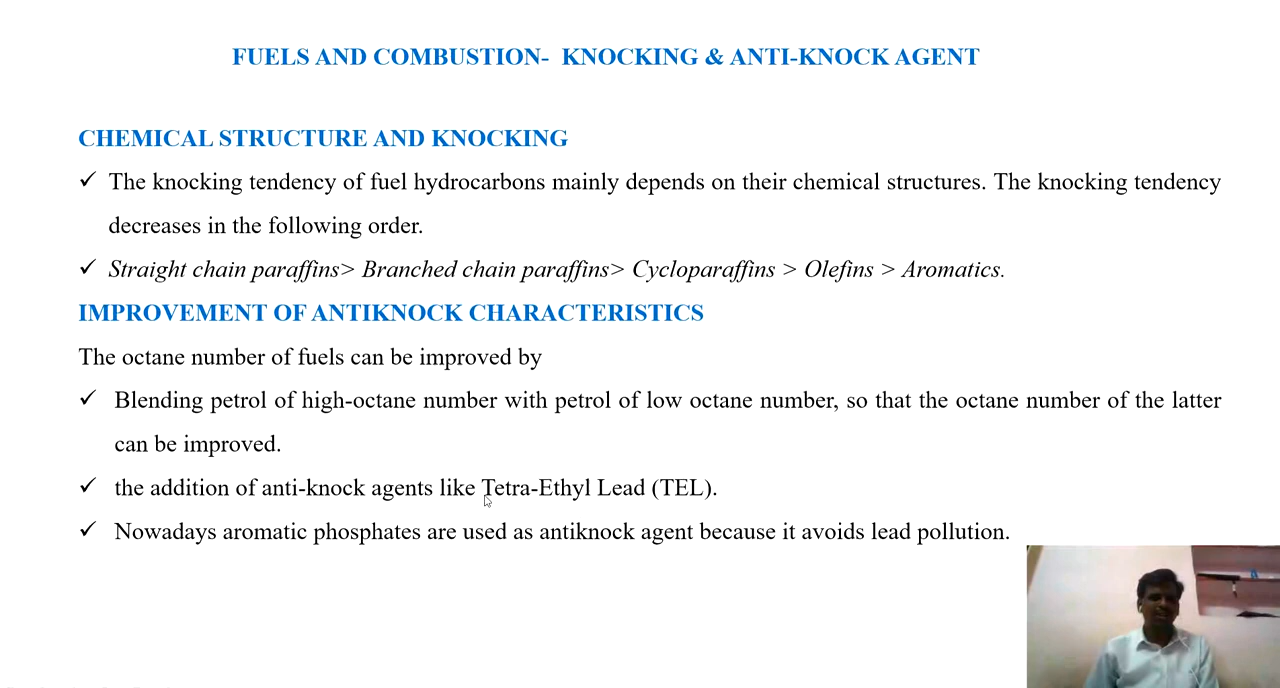 FUELS AND COMBUSTION- KNOCKING & ANTI-KNOCK AGENT
CHEMICAL STRUCTURE AND KNOCKING
✓ The knocking tendency of fuel hydrocarbons mainly depends on their chemical structures. The knocking tendency
decreases in the following order.
✓ Straight chain paraffins> Branched chain paraffins> Cycloparaffins > Olefins > Aromatics.
IMPROVEMENT OF ANTIKNOCK CHARACTERISTICS
The octane number of fuels can be improved by
✓ Blending petrol of high-octane number with petrol of low octane number, so that the octane number of the latter
can be improved.
✓ the addition of anti-knock agents like Tetra-Ethyl Lead (TEL).
✓ Nowadays aromatic phosphates are used as antiknock agent because it avoids lead pollution.